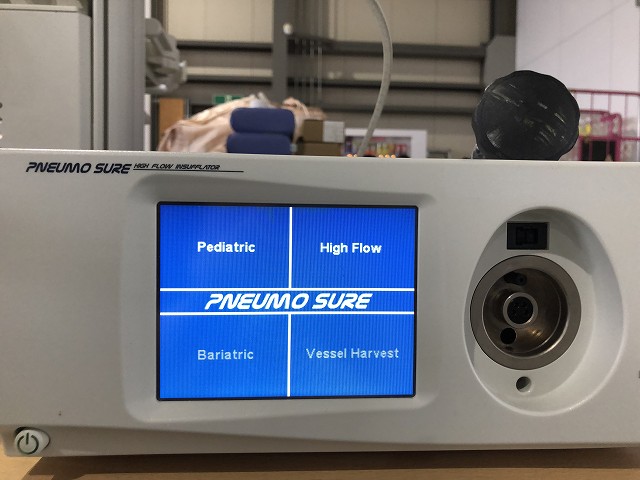 PNEUMO SURE HIGH FLOW INSUFFLATOR
Pediatric High Flow
PNEUMO SURE
Bariatric Vessel Harvest